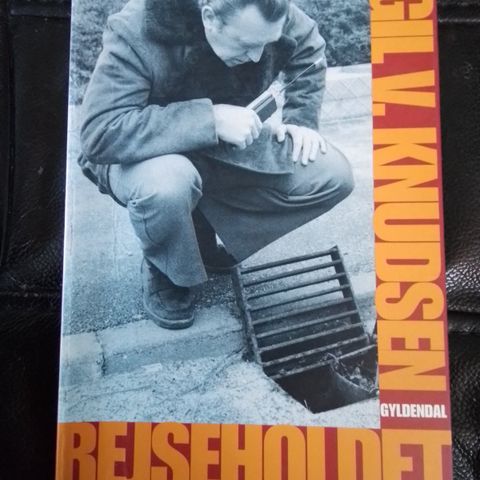 GIL V. KNUDSEN
GYLDENDAL
REJSEHOLDET